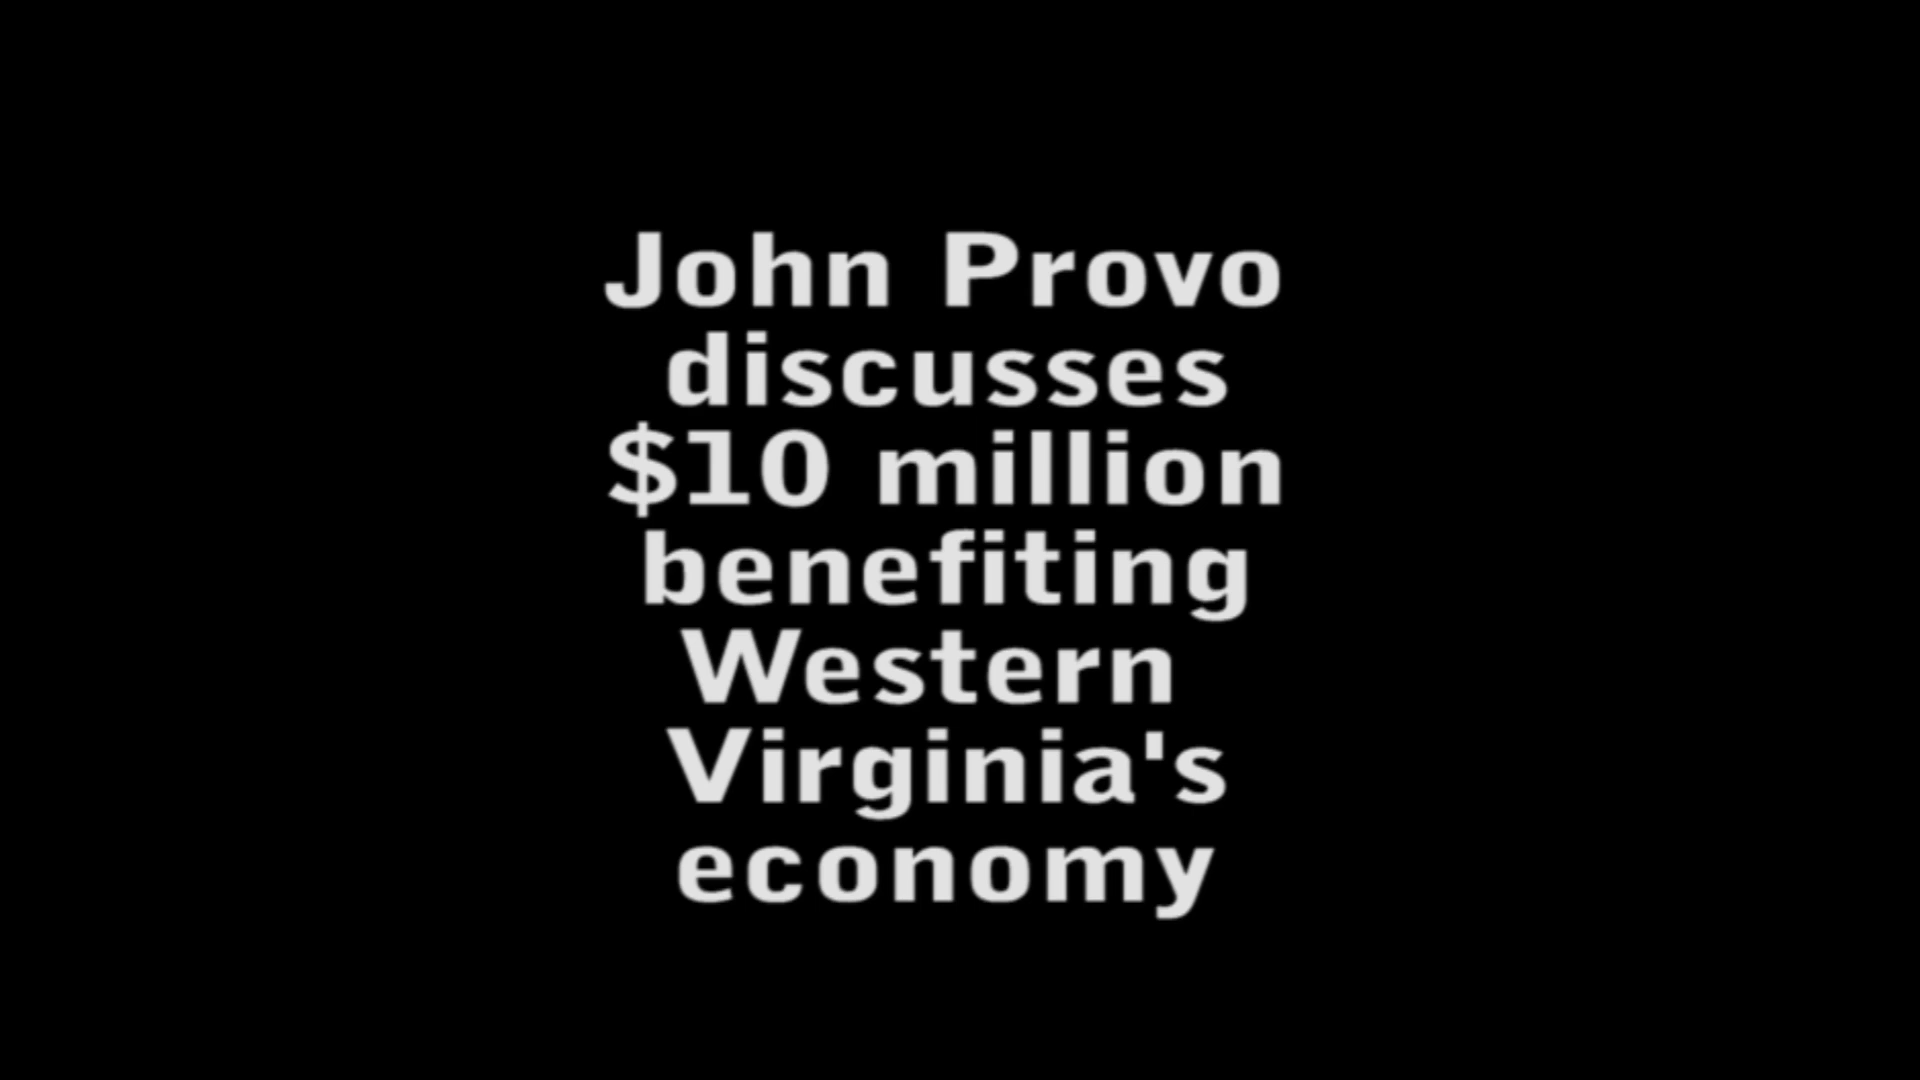 John Provo
discusses
$10 million
benefiting
Western
Virginia's
economy